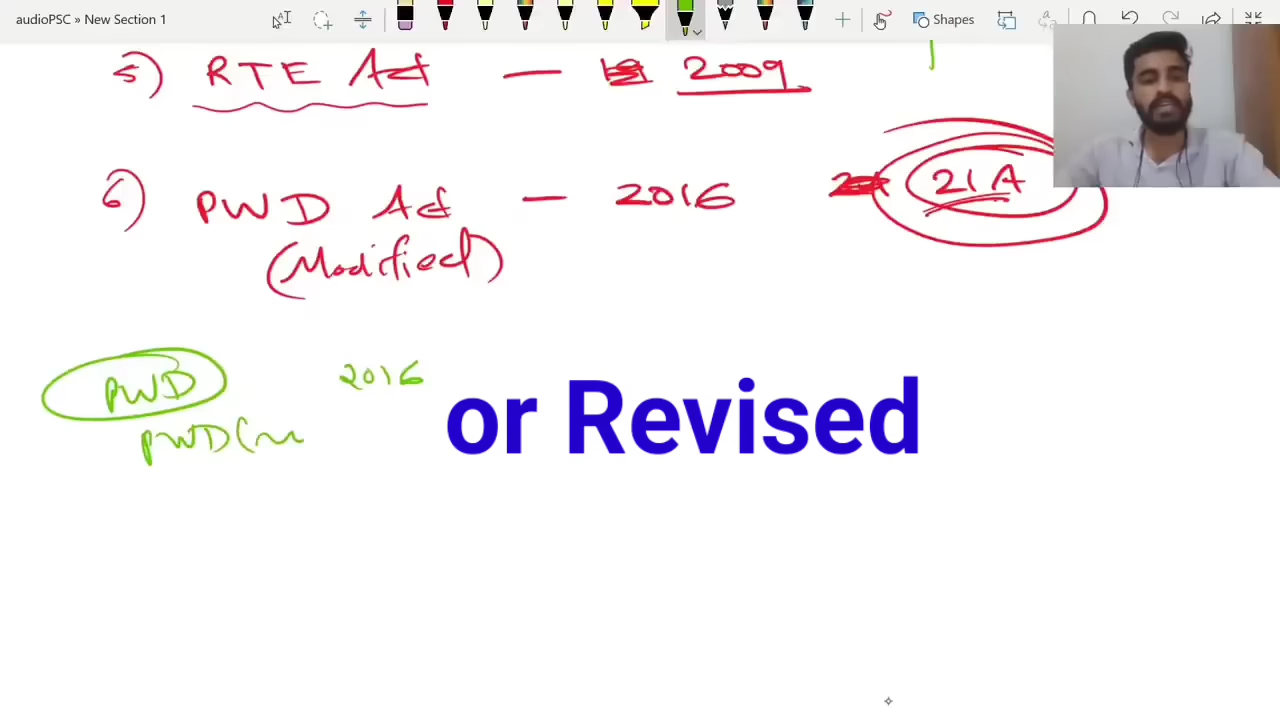 audioPSC » New Section 1
Shapes
5) RTE Act — 2009
6) PWD Act — 2016 21A
(Modified)
PWD 2016
PWD(m
or Revised